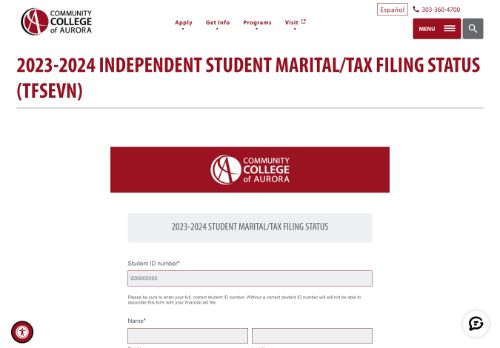 Español
303-360-4700
COMMUNITY
COLLEGE
of AURORA
Apply
Get Info
Programs
Visit
MENU
2023-2024 INDEPENDENT STUDENT MARITAL/TAX FILING STATUS
(TFSEVN)
COMMUNITY
COLLEGE
of AURORA
2023-2024 STUDENT MARITAL/TAX FILING STATUS
Student ID number*
S00000000
Please be sure to enter your full, correct student ID number. Without a correct student ID number will will not be able to
associate this form with your financial aid file.
Name*